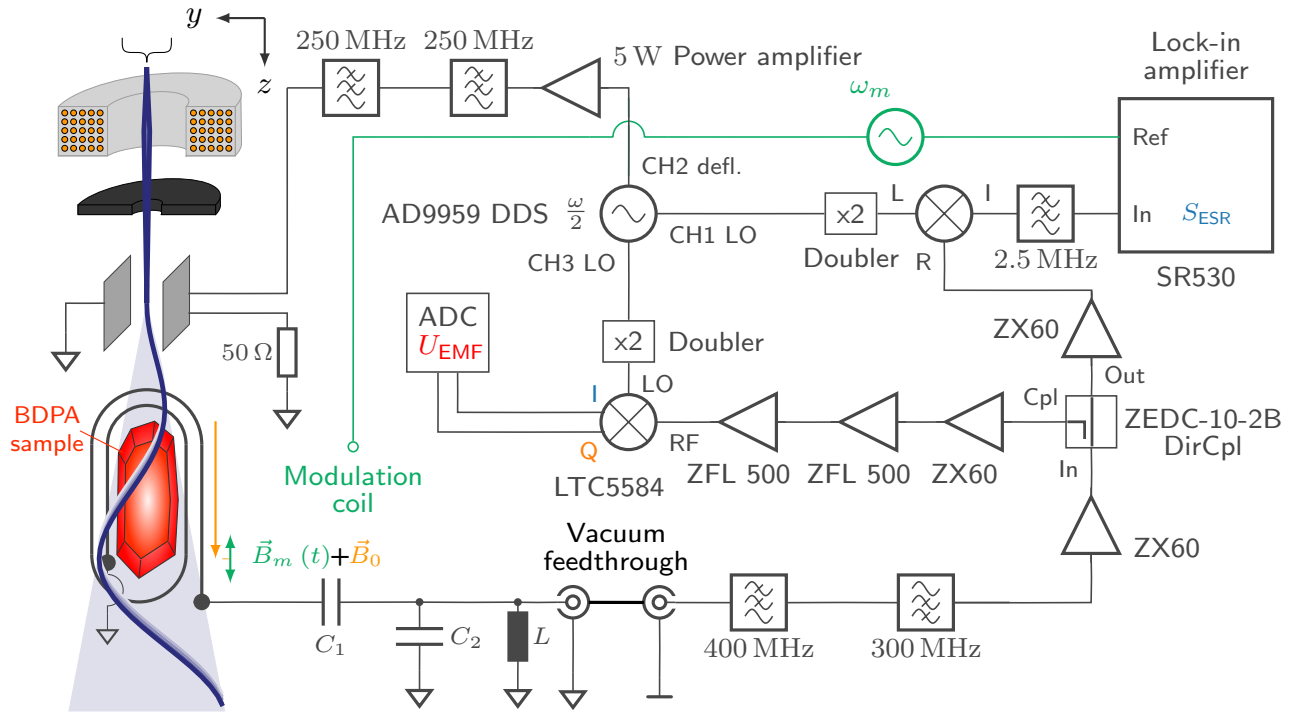 y
z
250 MHz
250 MHz
5 W Power amplifier
ω_m
Lock-in
amplifier
Ref
In
S_ESR
SR530
CH2 defl.
AD9959 DDS ω/2
CH1 LO
CH3 LO
x2
Doubler
L
I
R
2.5 MHz
ADC
U_EMF
x2
Doubler
LO
I
Q
RF
LTC5584
ZFL 500
ZFL 500
ZX60
ZX60
Out
Cpl
In
ZEDC-10-2B
DirCpl
ZX60
50 Ω
BDPA
sample
Modulation
coil
B⃗_m (t)+B⃗_0
Vacuum
feedthrough
C_1
C_2
L
400 MHz
300 MHz